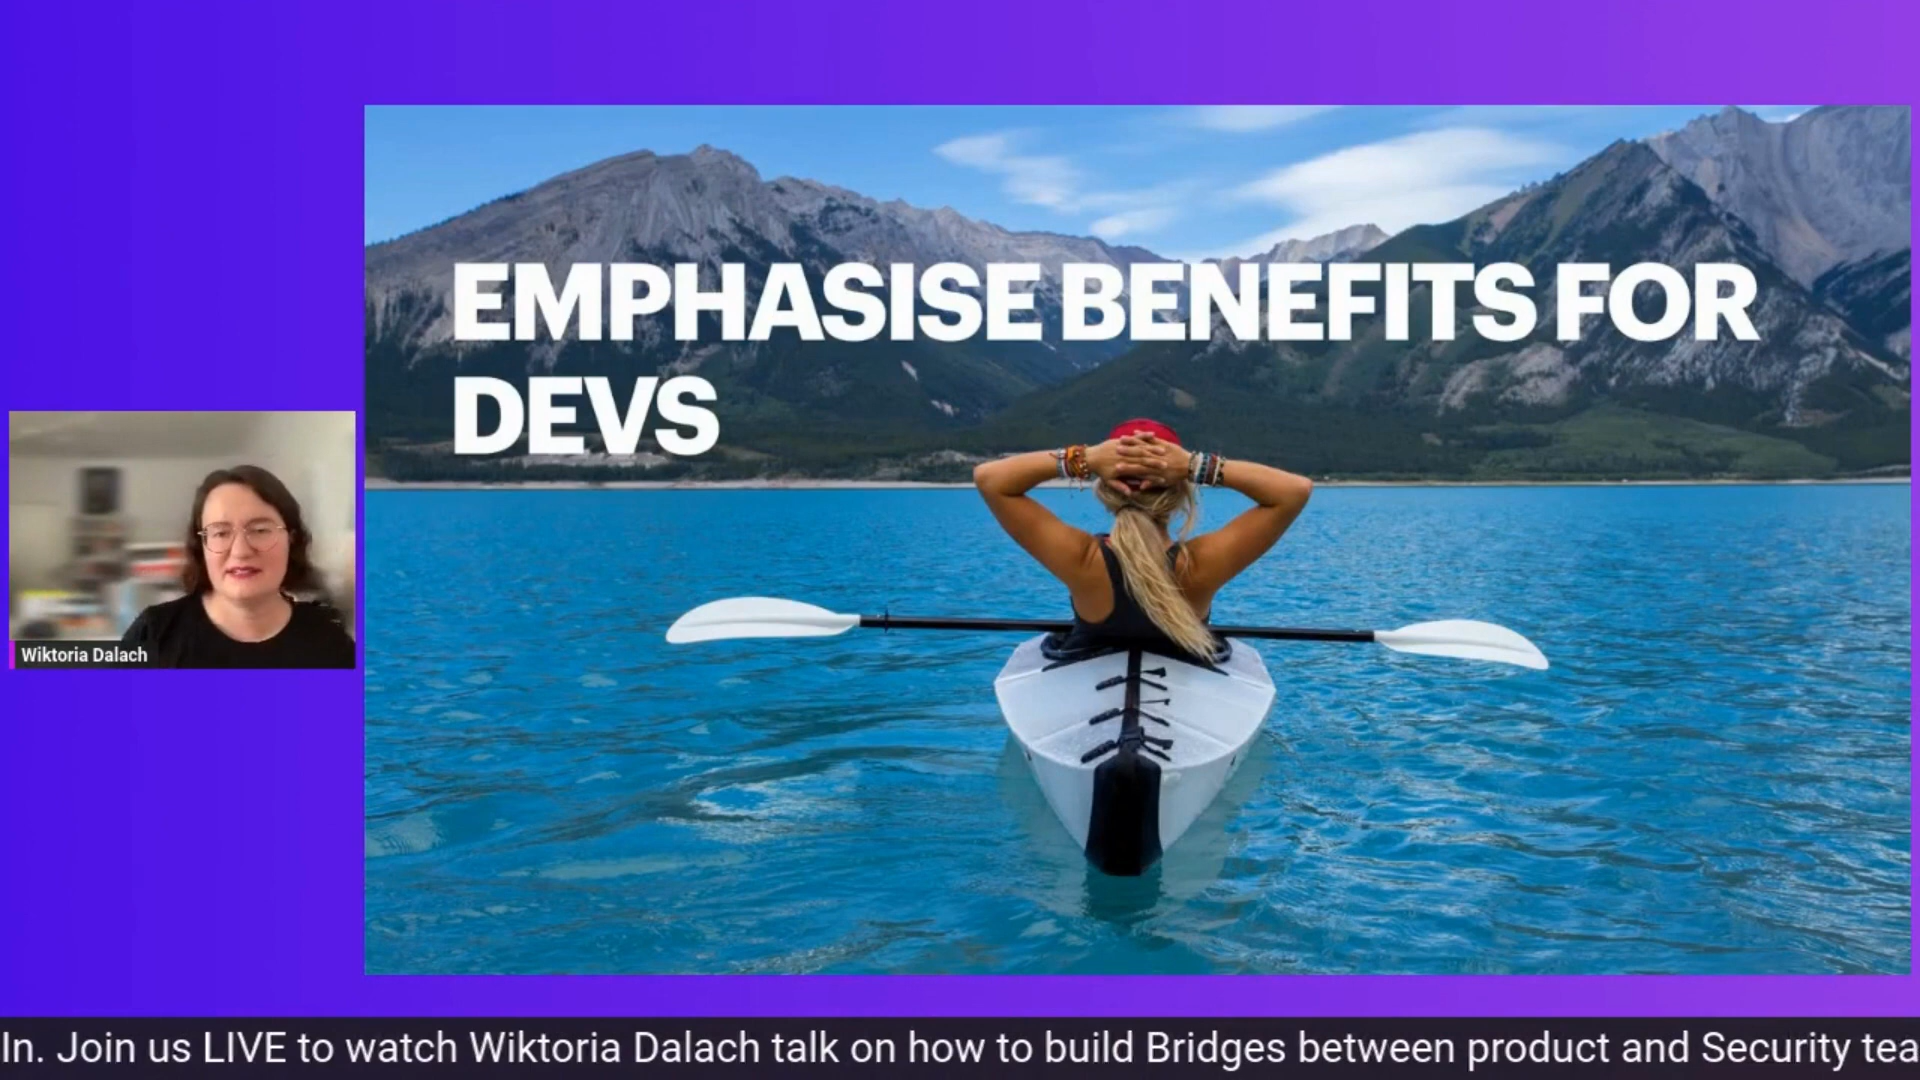 EMPHASISE BENEFITS FOR
DEVS
Wiktoria Dalach
In. Join us LIVE to watch Wiktoria Dalach talk on how to build Bridges between product and Security tea